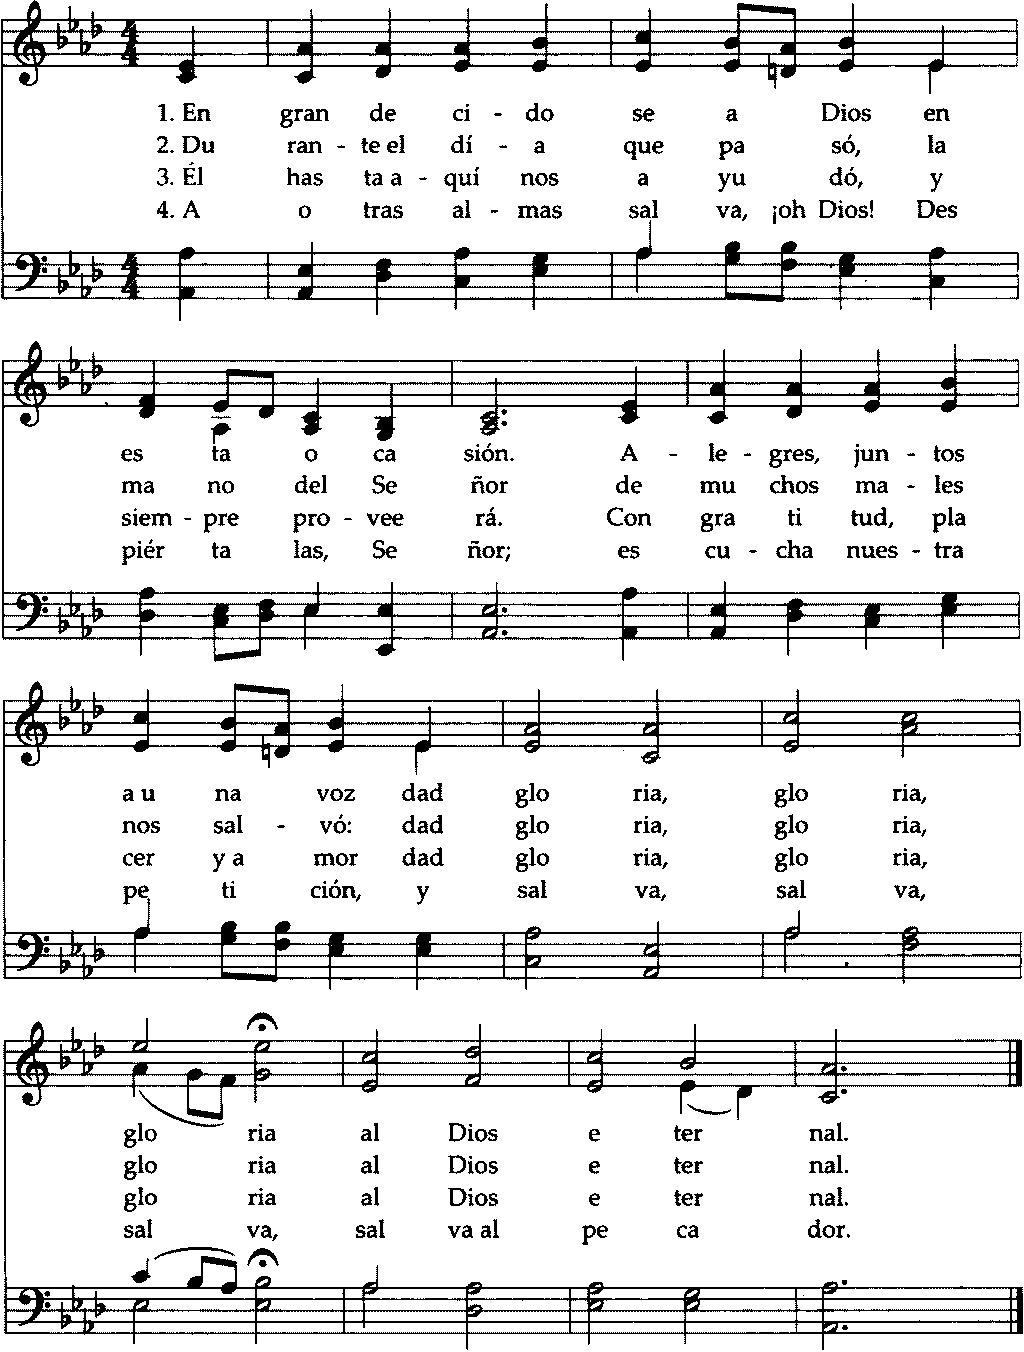 1. En gran de ci - do se a Dios en
2. Du ran - te el dí - a que pa só, la
3. Él has ta a - quí nos a yu dó, y
4. A o tras al - mas sal va, ¡oh Dios! Des
es ta o ca sión. A - le - gres, jun - tos
ma no del Se ñor de mu chos ma - les
siem - pre pro - vee rá. Con gra ti tud, pla
piér ta las, Se ñor; es cu - cha nues - tra
a u na voz dad glo ria, glo ria,
nos sal - vó: dad glo ria, glo ria,
cer y a mor dad glo ria, glo ria,
pe ti ción, y sal va, sal va,
glo ria al Dios e ter nal.
glo ria al Dios e ter nal.
glo ria al Dios e ter nal.
sal va, sal va al pe ca dor.